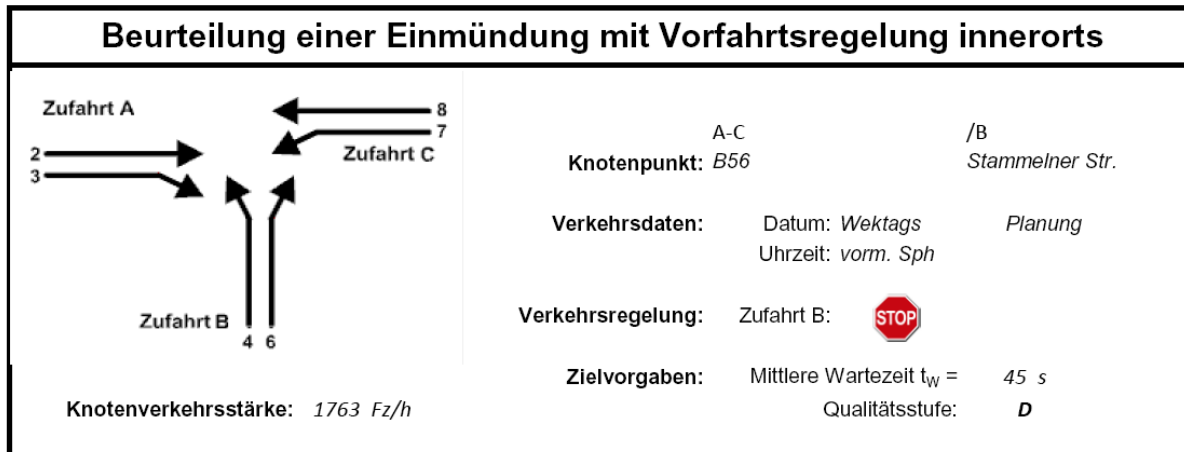 Beurteilung einer Einmündung mit Vorfahrtsregelung innerorts
Zufahrt A
8
7
2
Zufahrt C
3
Zufahrt B
4 6
Knotenverkehrsstärke: 1763 Fz/h
A-C /B
Knotenpunkt: B56 Stammelner Str.
Verkehrsdaten: Datum: Wektags Planung
Uhrzeit: vorm. Sph
Verkehrsregelung: Zufahrt B: STOP
Zielvorgaben: Mittlere Wartezeit tW = 45 s
Qualitätsstufe: D